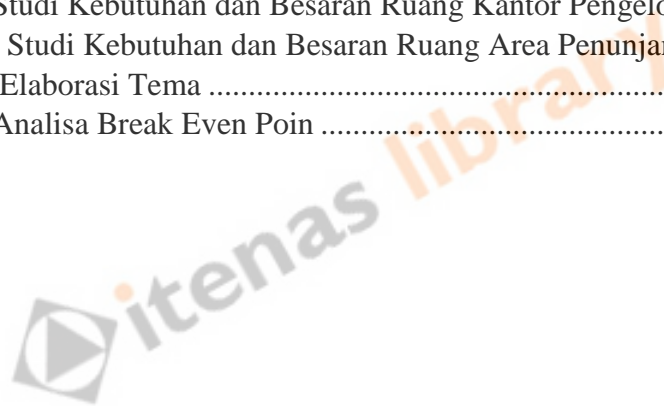 Studi Kebutuhan dan Besaran Ruang Kantor Pengelo
Studi Kebutuhan dan Besaran Ruang Area Penunja
Elaborasi Tema ......................................................................
Analisa Break Even Poin .....................................................
itenas library